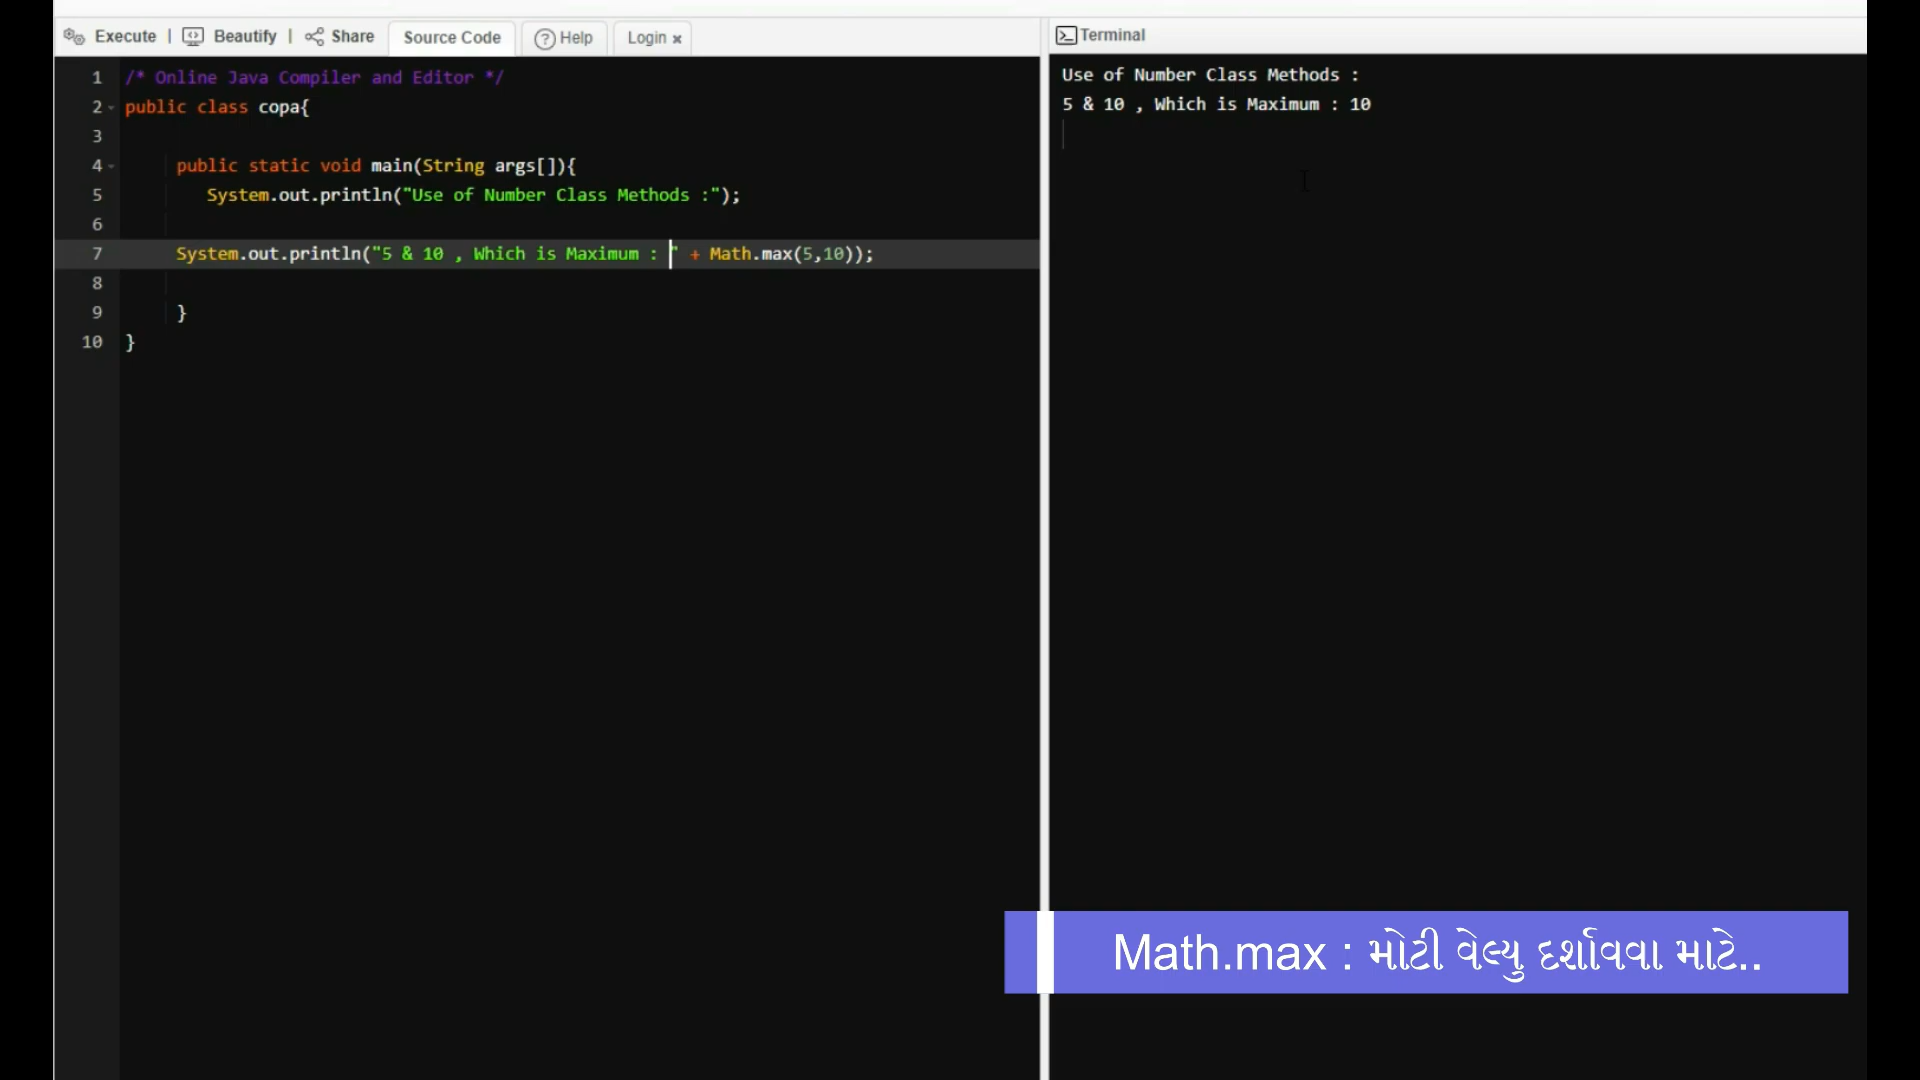 Execute | Beautify | Share Source Code Help Login ×
1 /* Online Java Compiler and Editor */
2 public class copa{
3
4 public static void main(String args[]){
5 System.out.println("Use of Number Class Methods :");
6
7 System.out.println("5 & 10 , Which is Maximum : " + Math.max(5,10));
8
9 }
10 }
Terminal
Use of Number Class Methods :
5 & 10 , Which is Maximum : 10
Math.max : મોટી વેલ્યુ દર્શાવવા માટે..